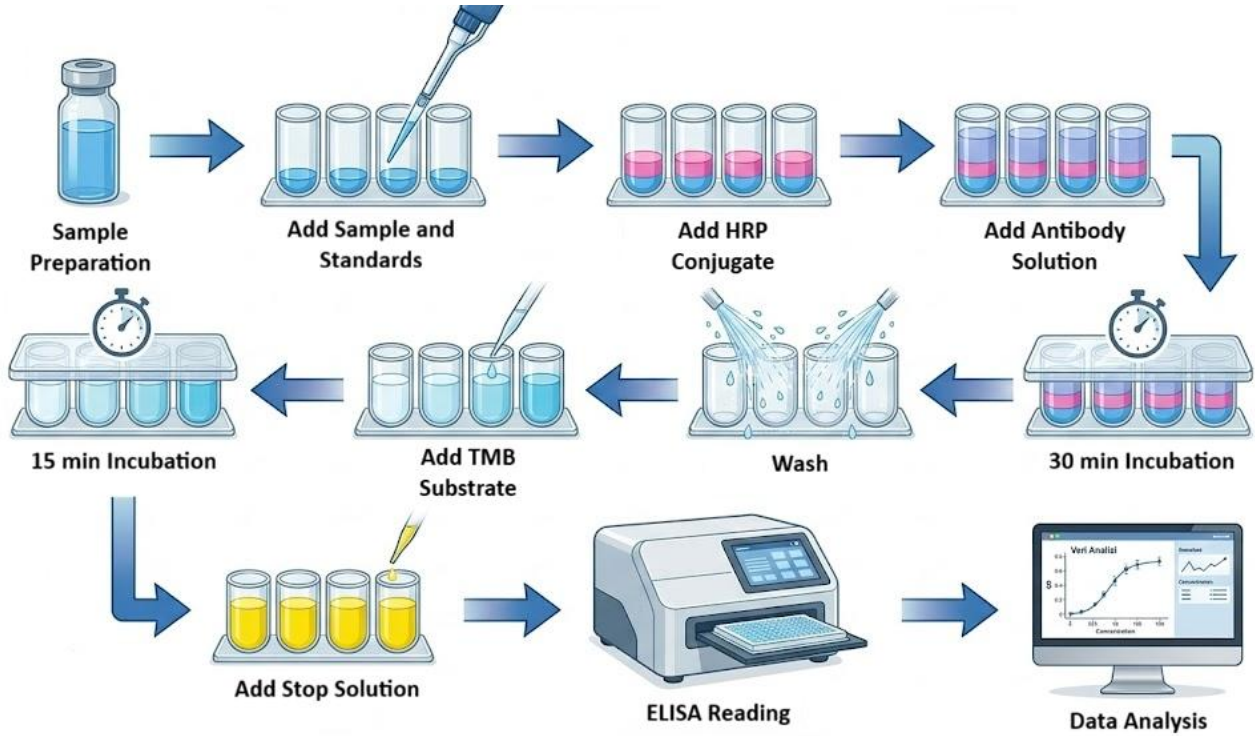 Sample
Preparation
Add Sample and
Standards
Add HRP
Conjugate
Add Antibody
Solution
15 min Incubation
Add TMB
Substrate
Wash
30 min Incubation
Add Stop Solution
ELISA Reading
Veri Analizi
Data Analysis